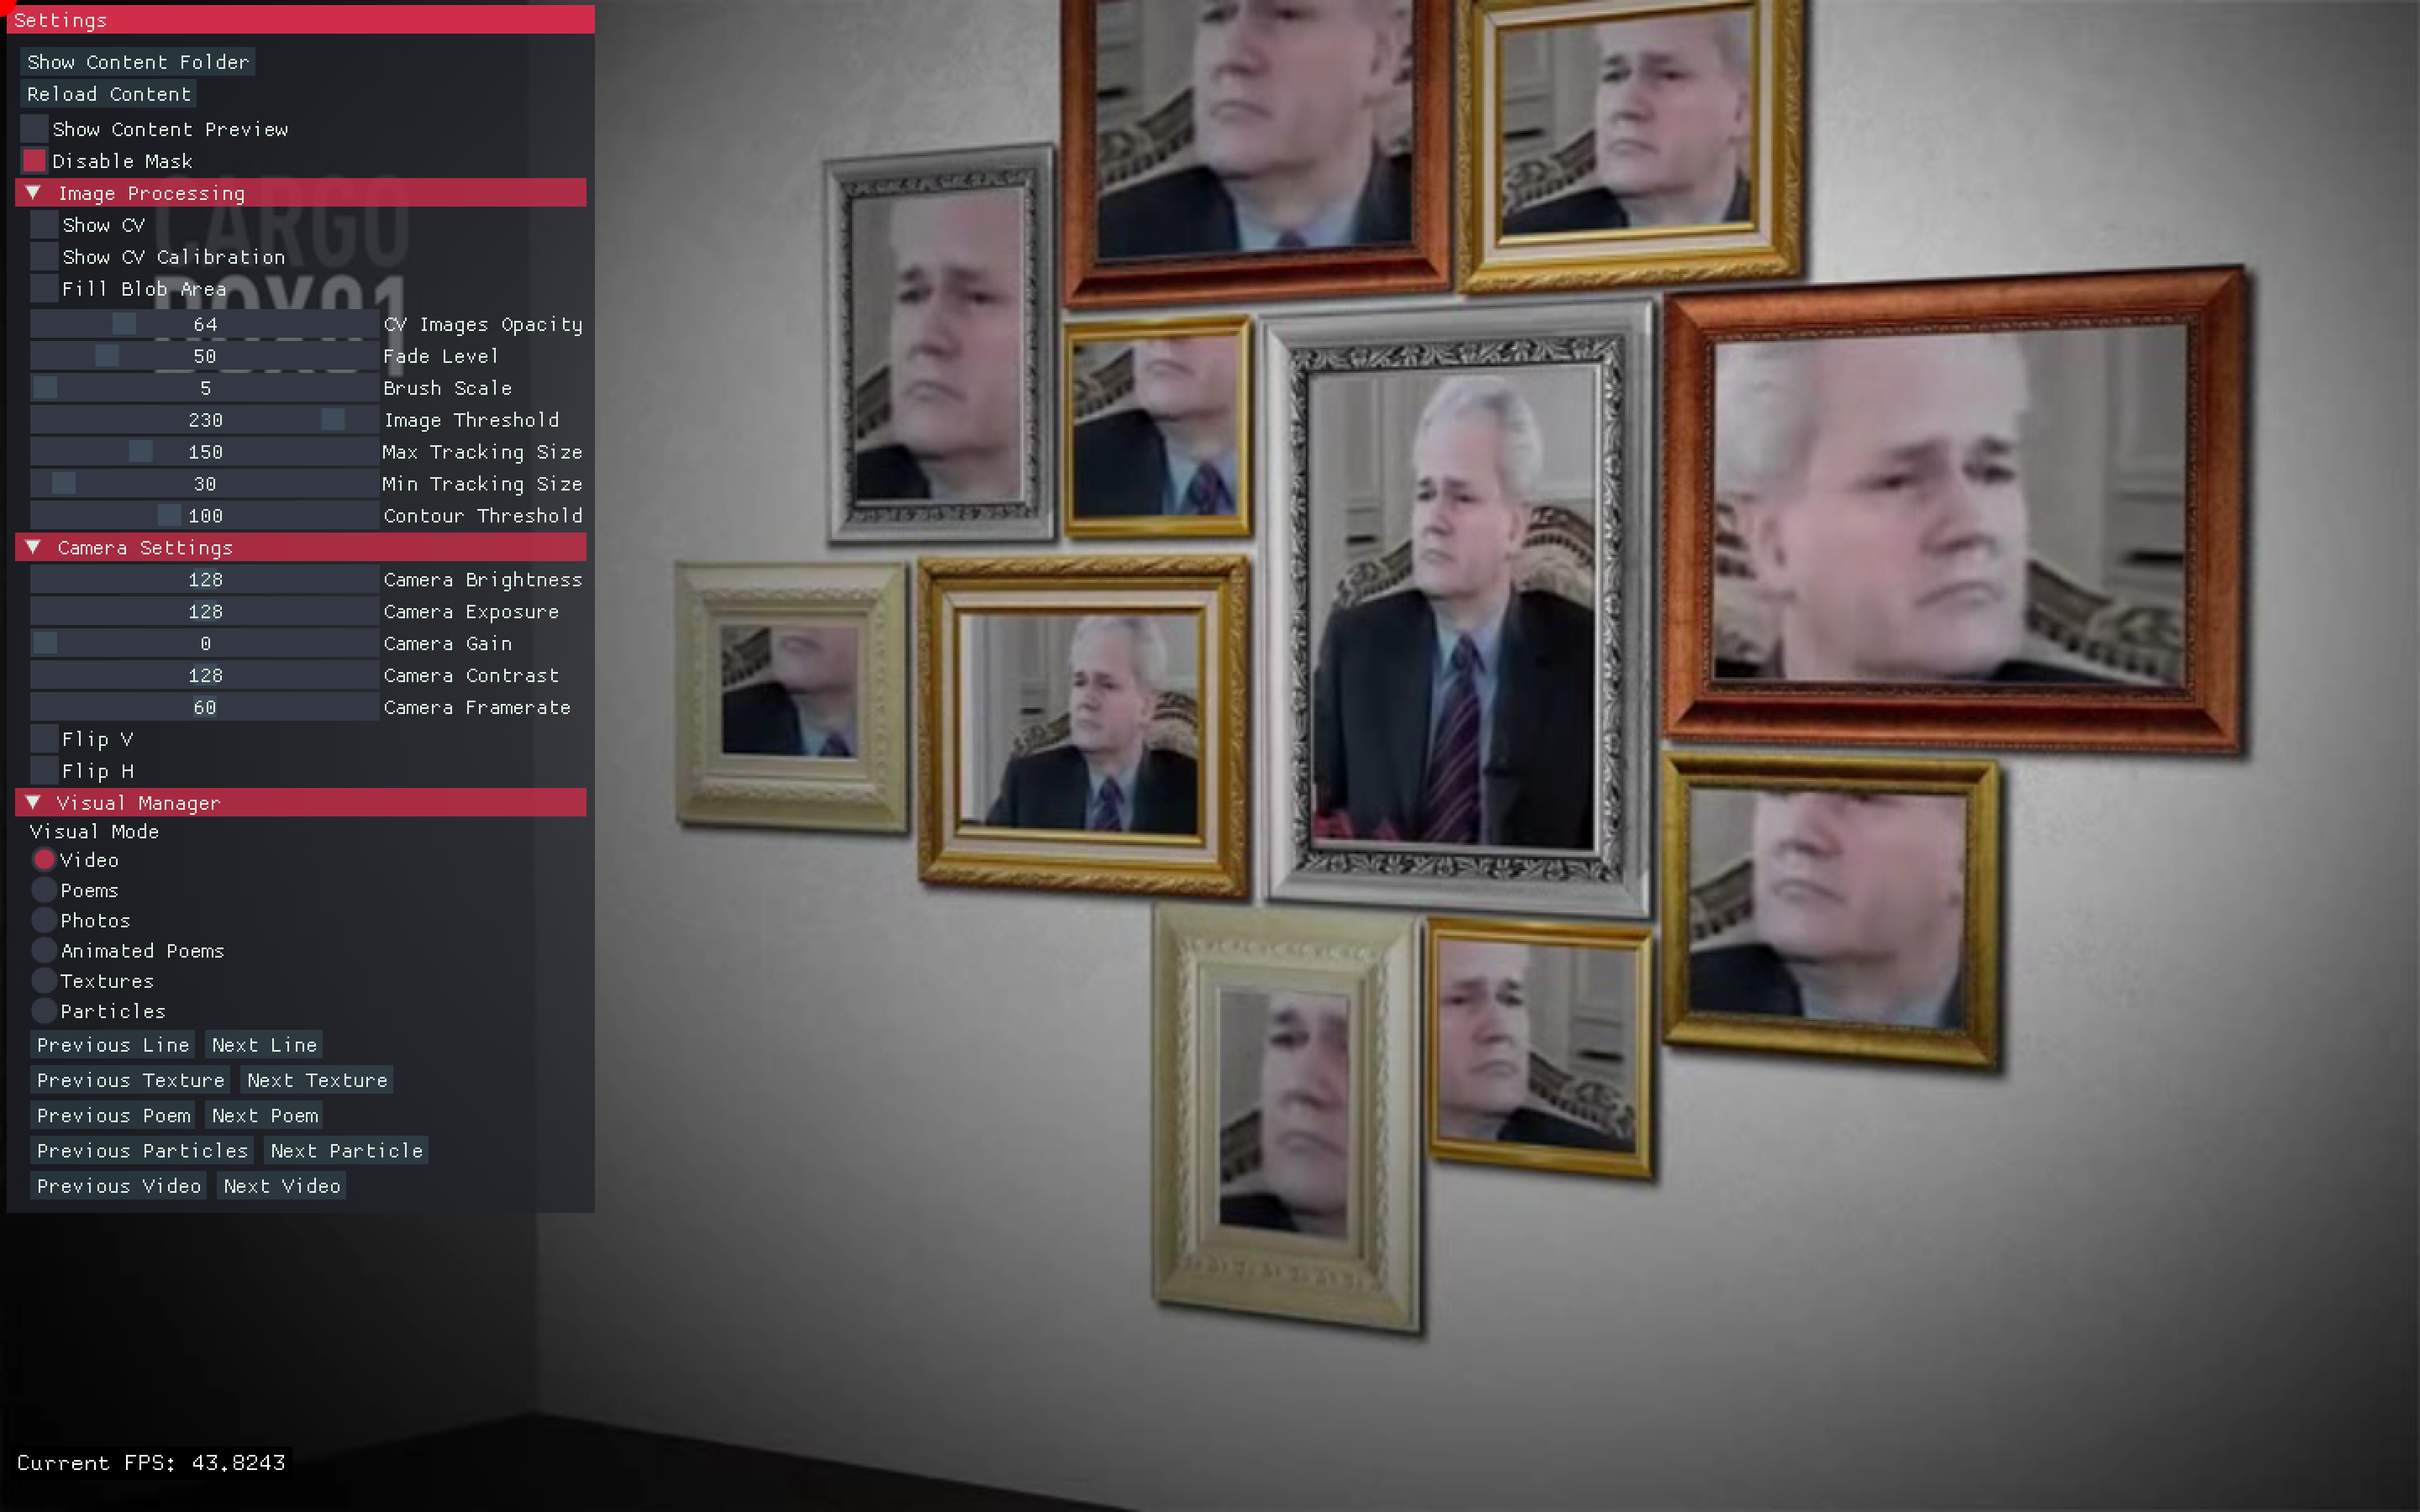 Settings
Show Content Folder
Reload Content
Show Content Preview
Disable Mask
Image Processing
CARGO
Show CV
Show CV Calibration
BOX01
Fill Blob Area
64 CV Images Opacity
50 Fade Level
5 Brush Scale
230 Image Threshold
150 Max Tracking Size
30 Min Tracking Size
100 Contour Threshold
Camera Settings
128 Camera Brightness
128 Camera Exposure
0 Camera Gain
128 Camera Contrast
60 Camera Framerate
Flip V
Flip H
Visual Manager
Visual Mode
Video
Poems
Photos
Animated Poems
Textures
Particles
Previous Line Next Line
Previous Texture Next Texture
Previous Poem Next Poem
Previous Particles Next Particle
Previous Video Next Video
Current FPS: 43.8243